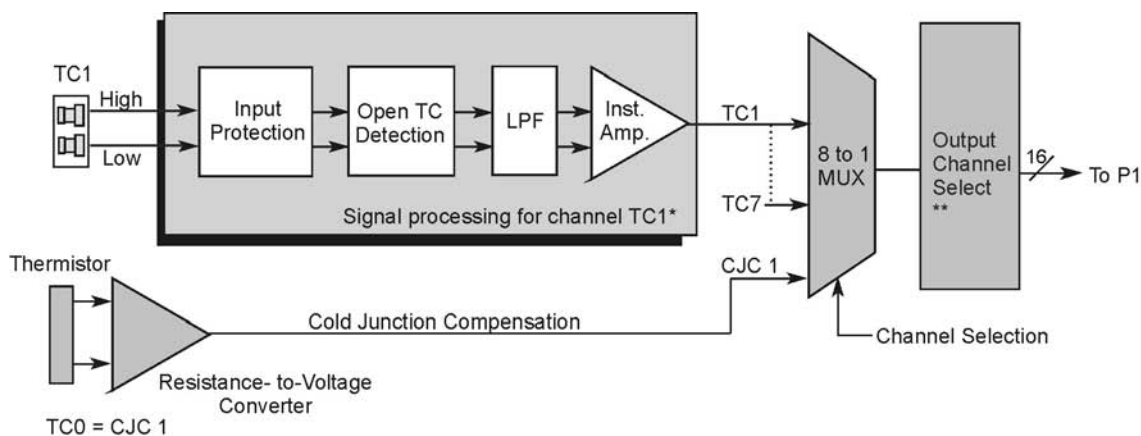 TC1
High
Low
Input
Protection
Open TC
Detection
LPF
Inst.
Amp.
Signal processing for channel TC1*
TC1
TC7
CJC 1
8 to 1
MUX
Output
Channel
Select
**
16
To P1
Channel Selection
Thermistor
Cold Junction Compensation
Resistance- to-Voltage
Converter
TC0 = CJC 1